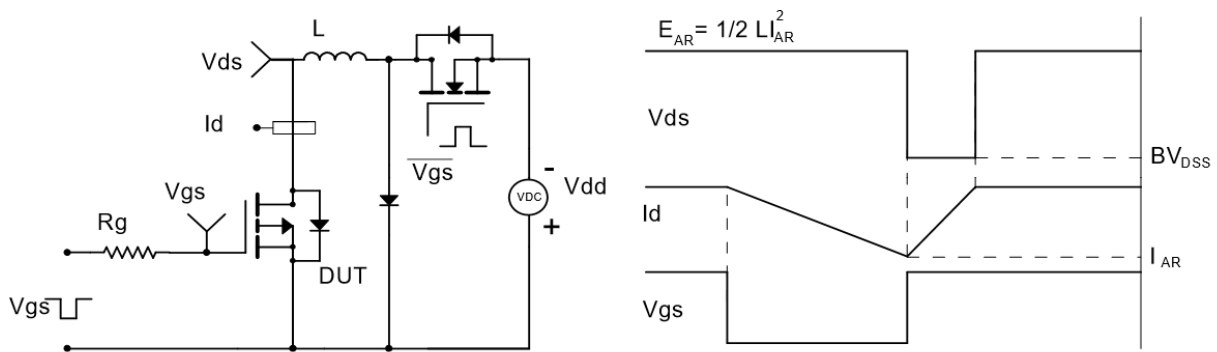 L
Vds
Id
Vgs
Vgs
-
Vdd
VDC
+
Rg
DUT
Vgs
E_AR = 1/2 LI_AR^2
Vds
BV_DSS
Id
I_AR
Vgs